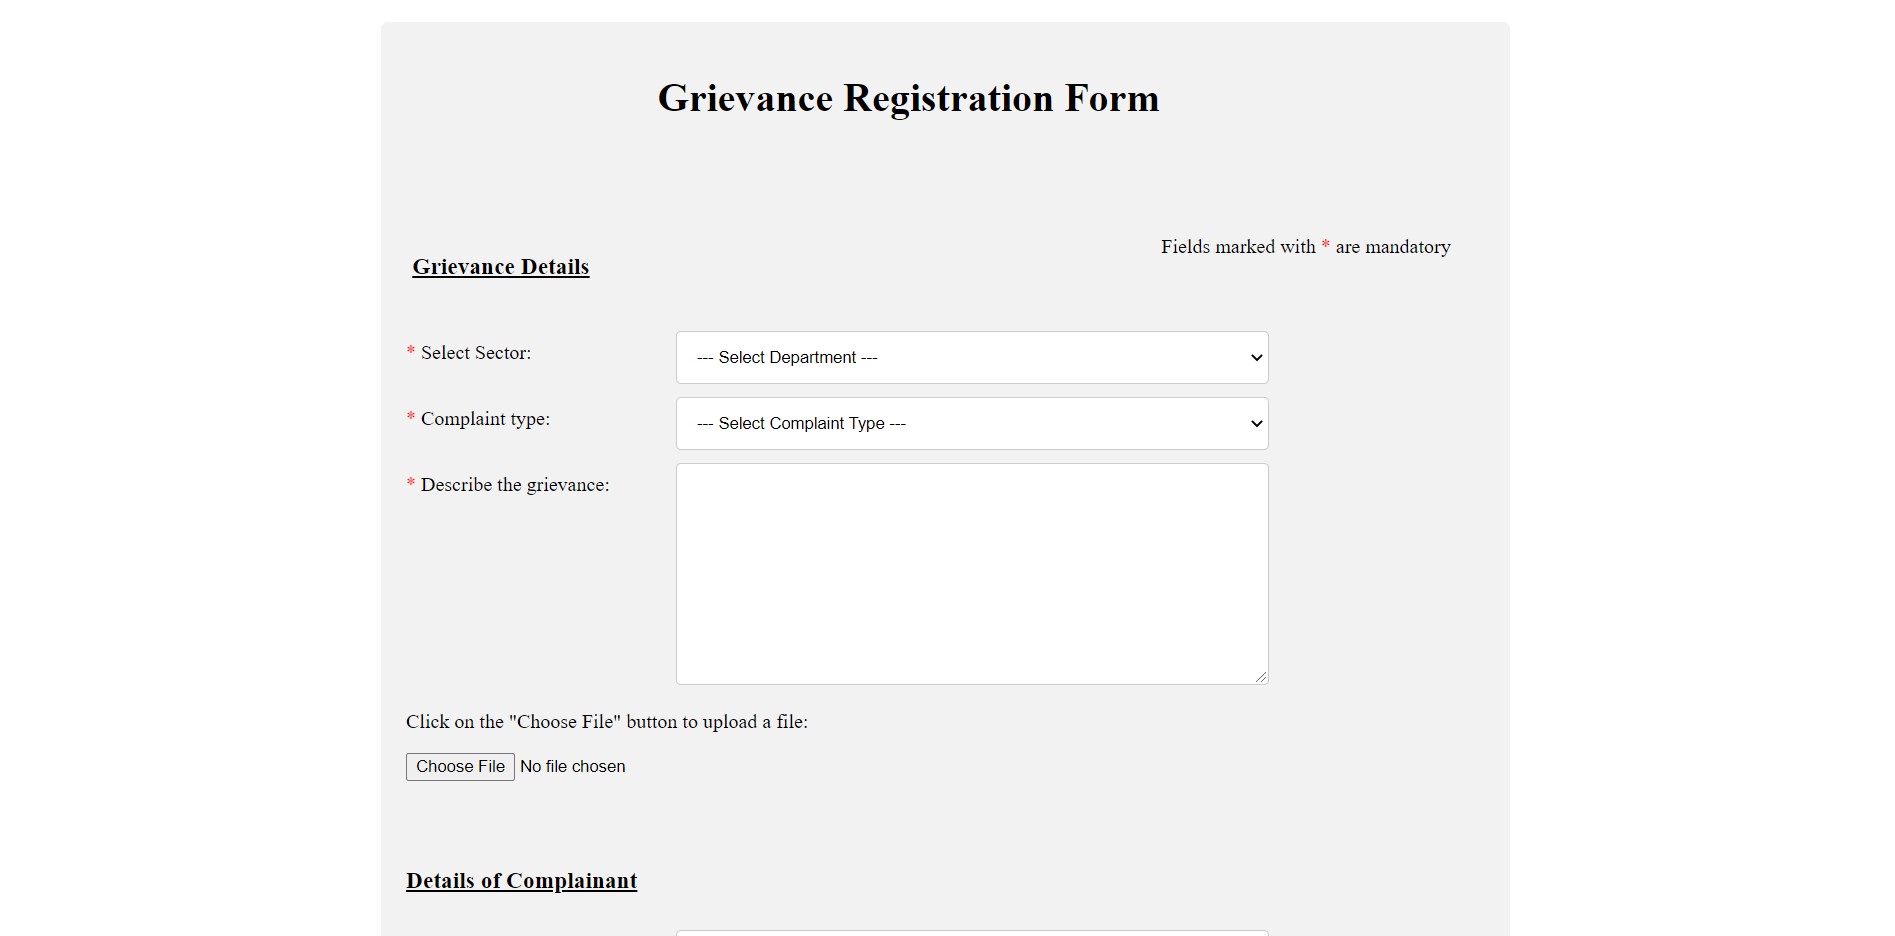 Grievance Registration Form
Fields marked with * are mandatory
Grievance Details
* Select Sector:
--- Select Department ---
* Complaint type:
--- Select Complaint Type ---
* Describe the grievance:
Click on the "Choose File" button to upload a file:
Choose File No file chosen
Details of Complainant